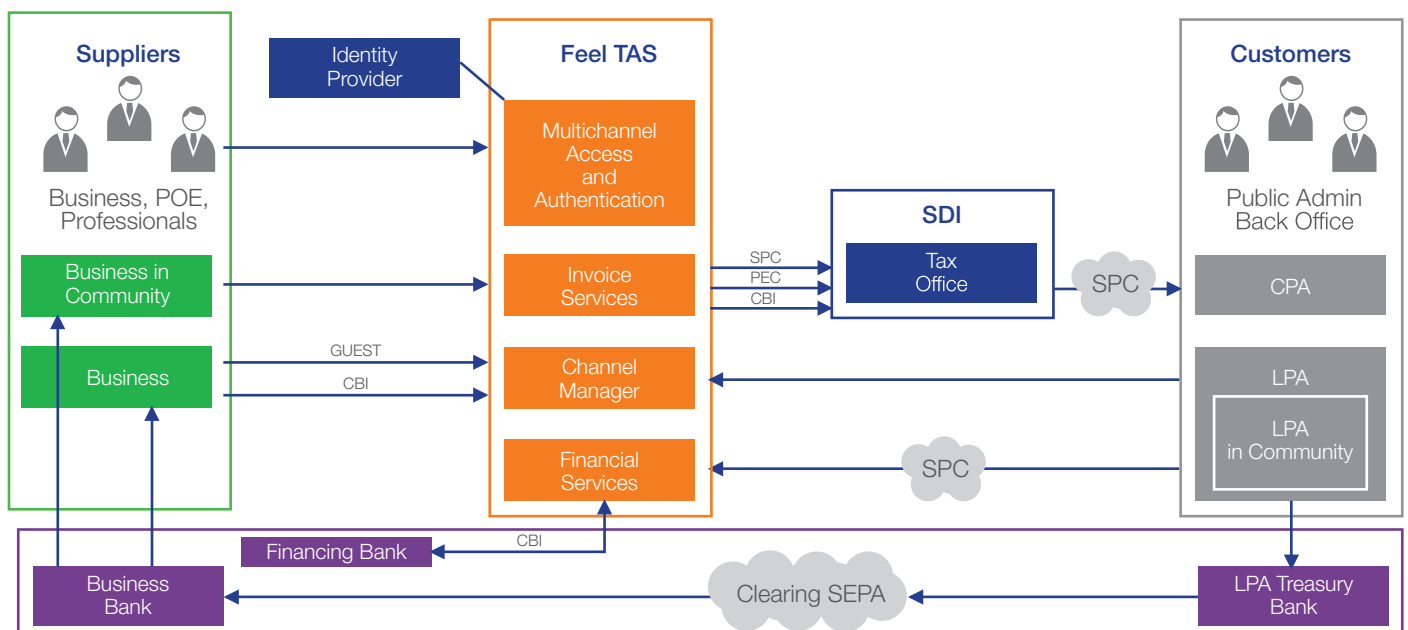 Suppliers
Business, POE,
Professionals
Business in
Community
Business
Identity
Provider
GUEST
CBI
Feel TAS
Multichannel
Access
and
Authentication
Invoice
Services
Channel
Manager
Financial
Services
SPC
PEC
CBI
SDI
Tax
Office
SPC
SPC
Customers
Public Admin
Back Office
CPA
LPA
LPA
in Community
Financing Bank
CBI
Business
Bank
Clearing SEPA
LPA Treasury
Bank